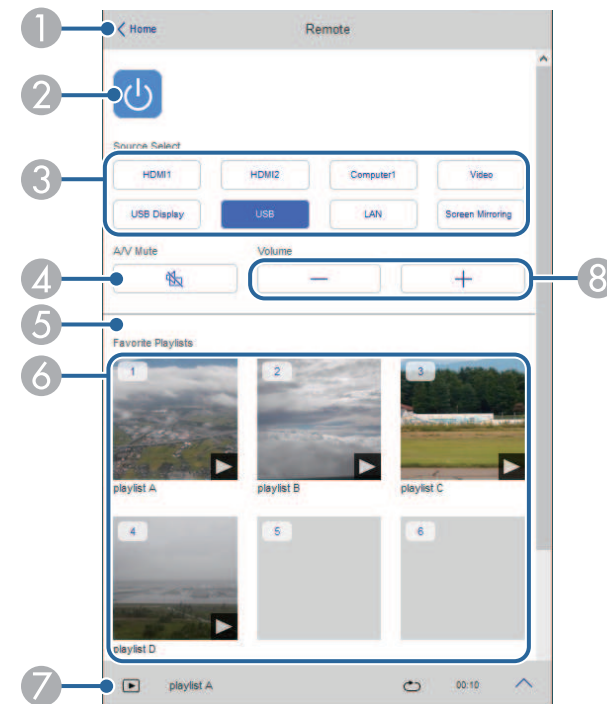 1
Home
Remote
2
Source Select
3
HDMI1
HDMI2
Computer1
Video
USB Display
USB
LAN
Screen Mirroring
A/V Mute
Volume
4
8
5
Favorite Playlists
6
1
2
3
playlist A
playlist B
playlist C
4
5
6
playlist D
7
playlist A
00:10